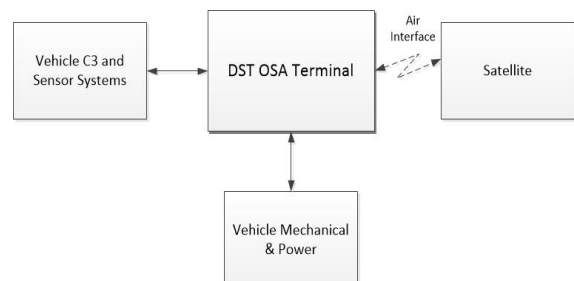 Vehicle C3 and
Sensor Systems
DST OSA Terminal
Air
Interface
Satellite
Vehicle Mechanical
& Power